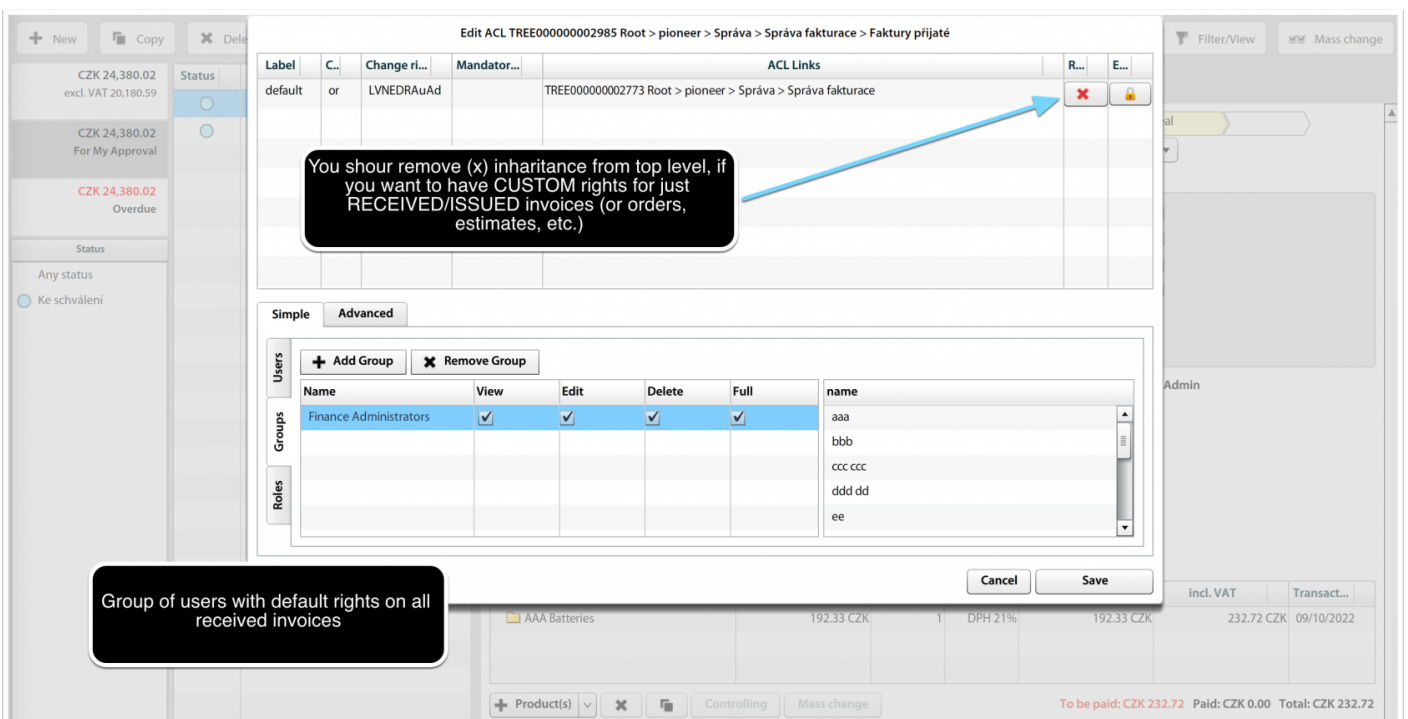 New
Copy
Dele
Edit ACL TREE000000002985 Root > pioneer > Správa > Správa fakturace > Faktury přijaté
Filter/View
Mass change
CZK 24,380.02
excl. VAT 20,180.59
Status
CZK 24,380.02
For My Approval
CZK 24,380.02
Overdue
Status
Any status
Ke schválení
Label C.. Change ri... Mandator... ACL Links R... E...
default or LVNEDRAuAd TREE000000002773 Root > pioneer > Správa > Správa fakturace
You shour remove (x) inharitance from top level, if
you want to have CUSTOM rights for just
RECEIVED/ISSUED invoices (or orders,
estimates, etc.)
Simple Advanced
Users
Groups
Roles
Add Group Remove Group
Name View Edit Delete Full name
Finance Administrators aaa
bbb
ccc ccc
ddd dd
ee
Admin
Cancel Save
Group of users with default rights on all
received invoices
incl. VAT Transact...
AAA Batteries 192.33 CZK 1 DPH 21% 192.33 CZK 232.72 CZK 09/10/2022
Product(s) Controlling Mass change To be paid: CZK 232.72 Paid: CZK 0.00 Total: CZK 232.72